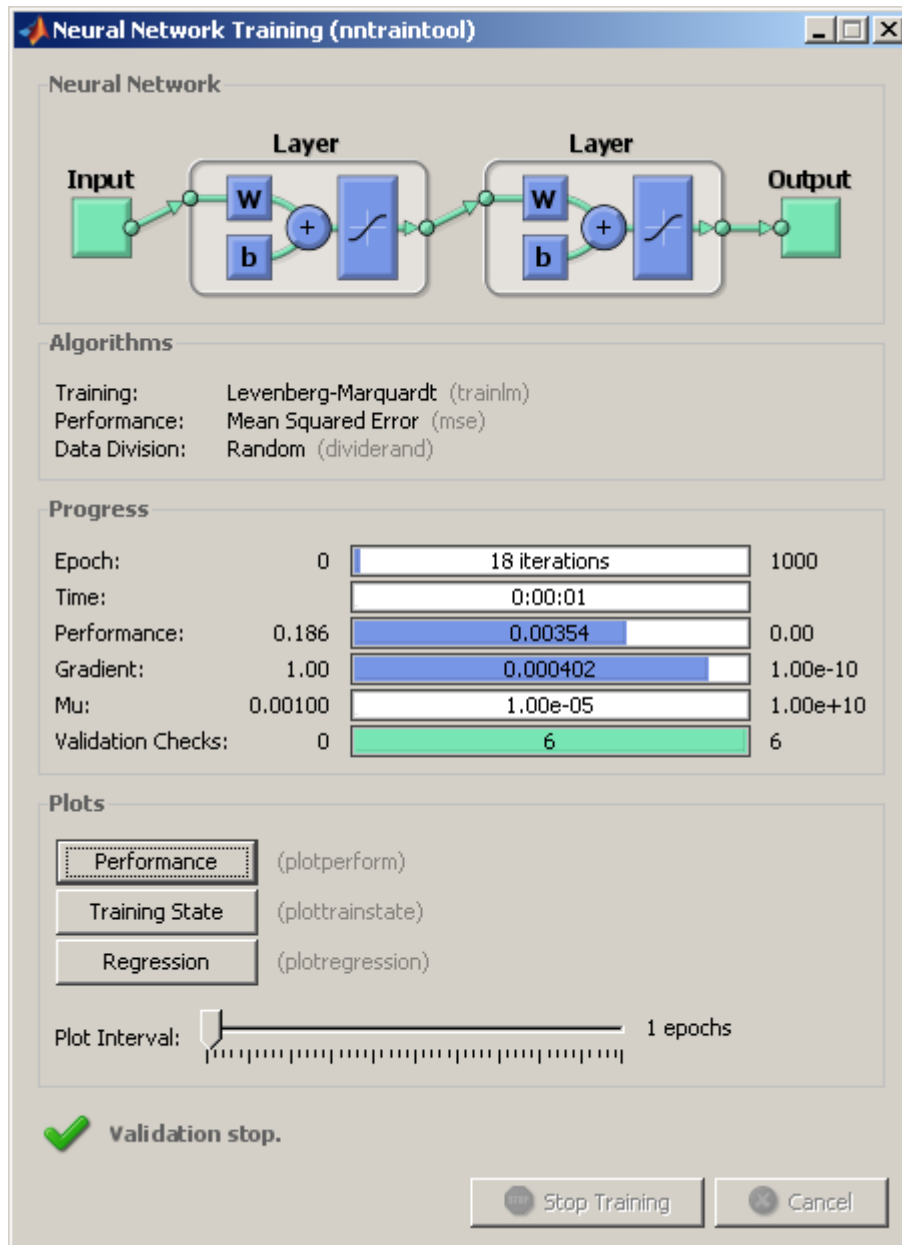 Neural Network Training (nntraintool)
Neural Network
Layer Layer
Input Output
W W
+ +
b b
Algorithms
Training: Levenberg-Marquardt (trainlm)
Performance: Mean Squared Error (mse)
Data Division: Random (dividerand)
Progress
Epoch: 0 18 iterations 1000
Time: 0:00:01
Performance: 0.186 0.00354 0.00
Gradient: 1.00 0.000402 1.00e-10
Mu: 0.00100 1.00e-05 1.00e+10
Validation Checks: 0 6 6
Plots
Performance (plotperform)
Training State (plottrainstate)
Regression (plotregression)
Plot Interval: 1 epochs
Validation stop.
STOP Stop Training Cancel